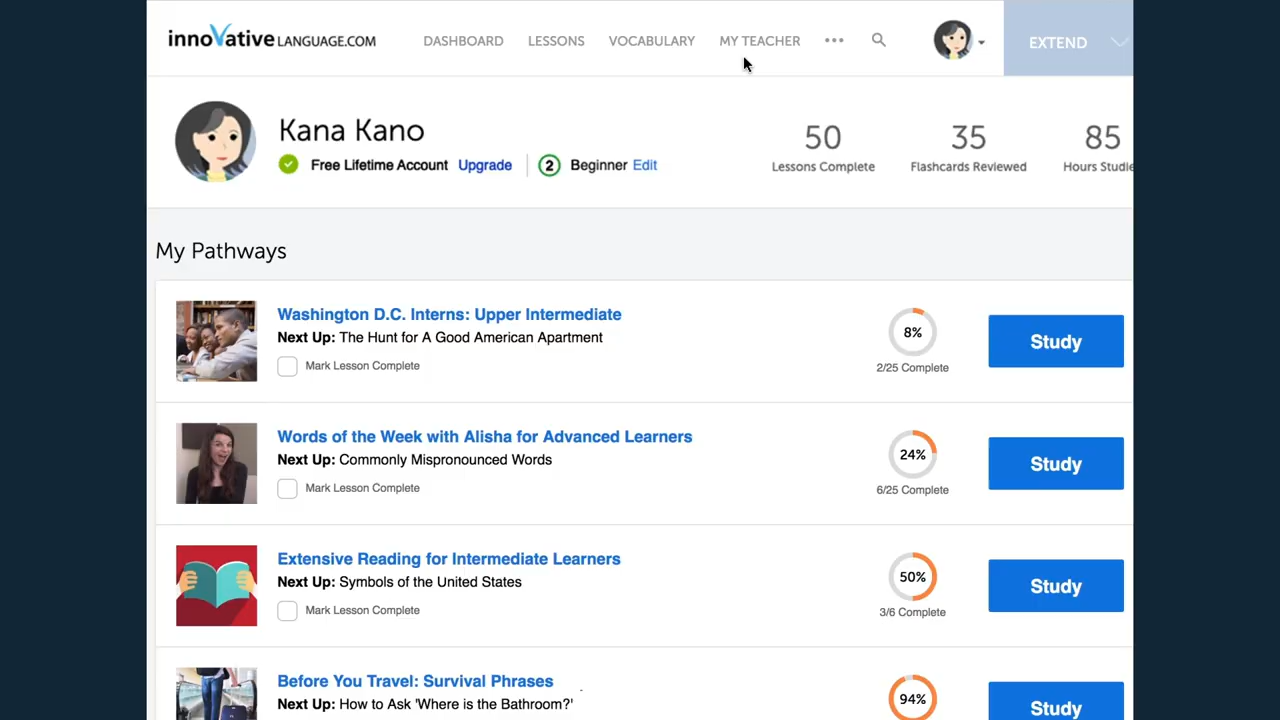 innoVative LANGUAGE.COM
DASHBOARD LESSONS VOCABULARY MY TEACHER ••• EXTEND
Kana Kano
Free Lifetime Account Upgrade 2 Beginner Edit
50 35 85
Lessons Complete Flashcards Reviewed Hours Studie
My Pathways
Washington D.C. Interns: Upper Intermediate
Next Up: The Hunt for A Good American Apartment
Mark Lesson Complete
8%
2/25 Complete
Study
Words of the Week with Alisha for Advanced Learners
Next Up: Commonly Mispronounced Words
Mark Lesson Complete
24%
6/25 Complete
Study
Extensive Reading for Intermediate Learners
Next Up: Symbols of the United States
Mark Lesson Complete
50%
3/6 Complete
Study
Before You Travel: Survival Phrases
Next Up: How to Ask 'Where is the Bathroom?'
94%
Study